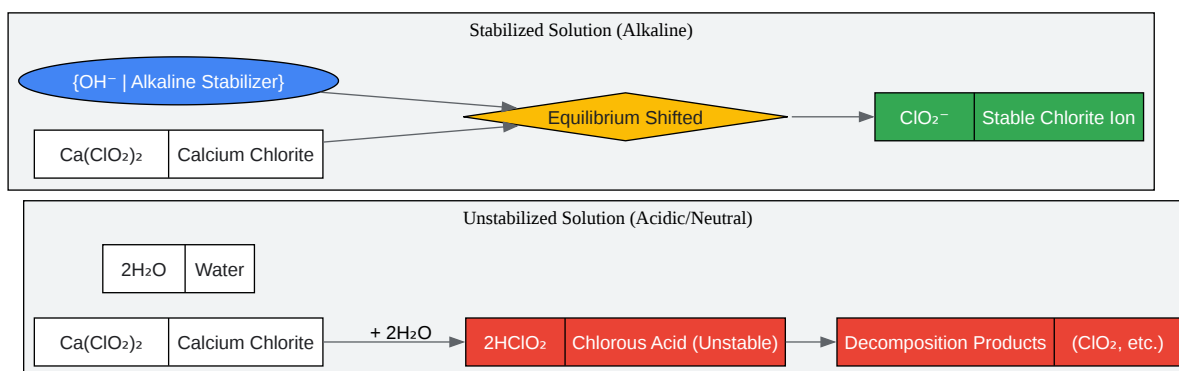 Stabilized Solution (Alkaline)
{OH⁻ | Alkaline Stabilizer}
Equilibrium Shifted
ClO₂⁻ Stable Chlorite Ion
Ca(ClO₂)₂ Calcium Chlorite
Unstabilized Solution (Acidic/Neutral)
2H₂O Water
Ca(ClO₂)₂ Calcium Chlorite
+ 2H₂O
2HClO₂ Chlorous Acid (Unstable)
Decomposition Products (ClO₂, etc.)